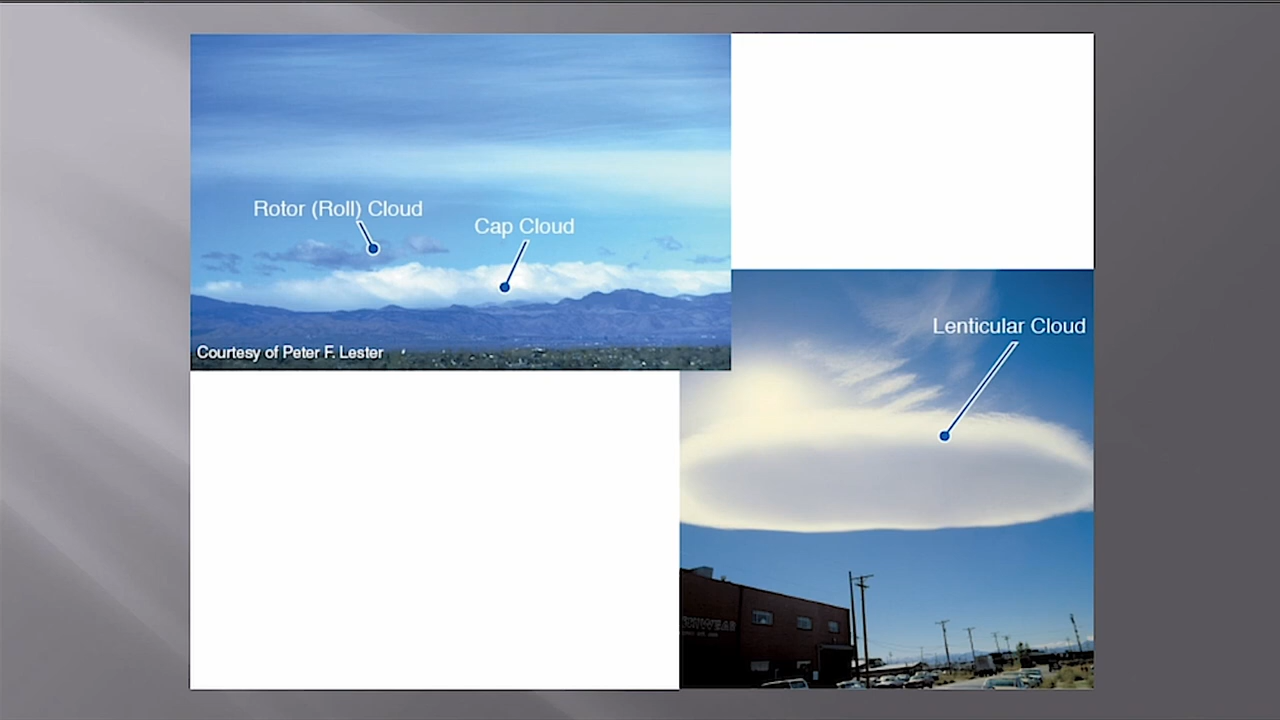 Rotor (Roll) Cloud
Cap Cloud
Courtesy of Peter F. Lester
Lenticular Cloud